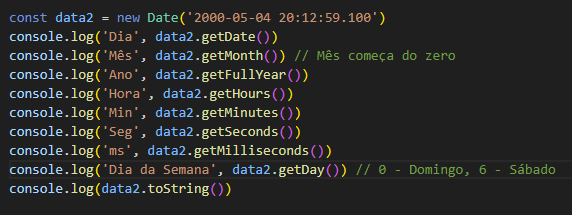 const data2 = new Date('2000-05-04 20:12:59.100')
console.log('Dia', data2.getDate())
console.log('Mês', data2.getMonth()) // Mês começa do zero
console.log('Ano', data2.getFullYear())
console.log('Hora', data2.getHours())
console.log('Min', data2.getMinutes())
console.log('Seg', data2.getSeconds())
console.log('ms', data2.getMilliseconds())
console.log('Dia da Semana', data2.getDay()) // 0 - Domingo, 6 - Sábado
console.log(data2.toString())